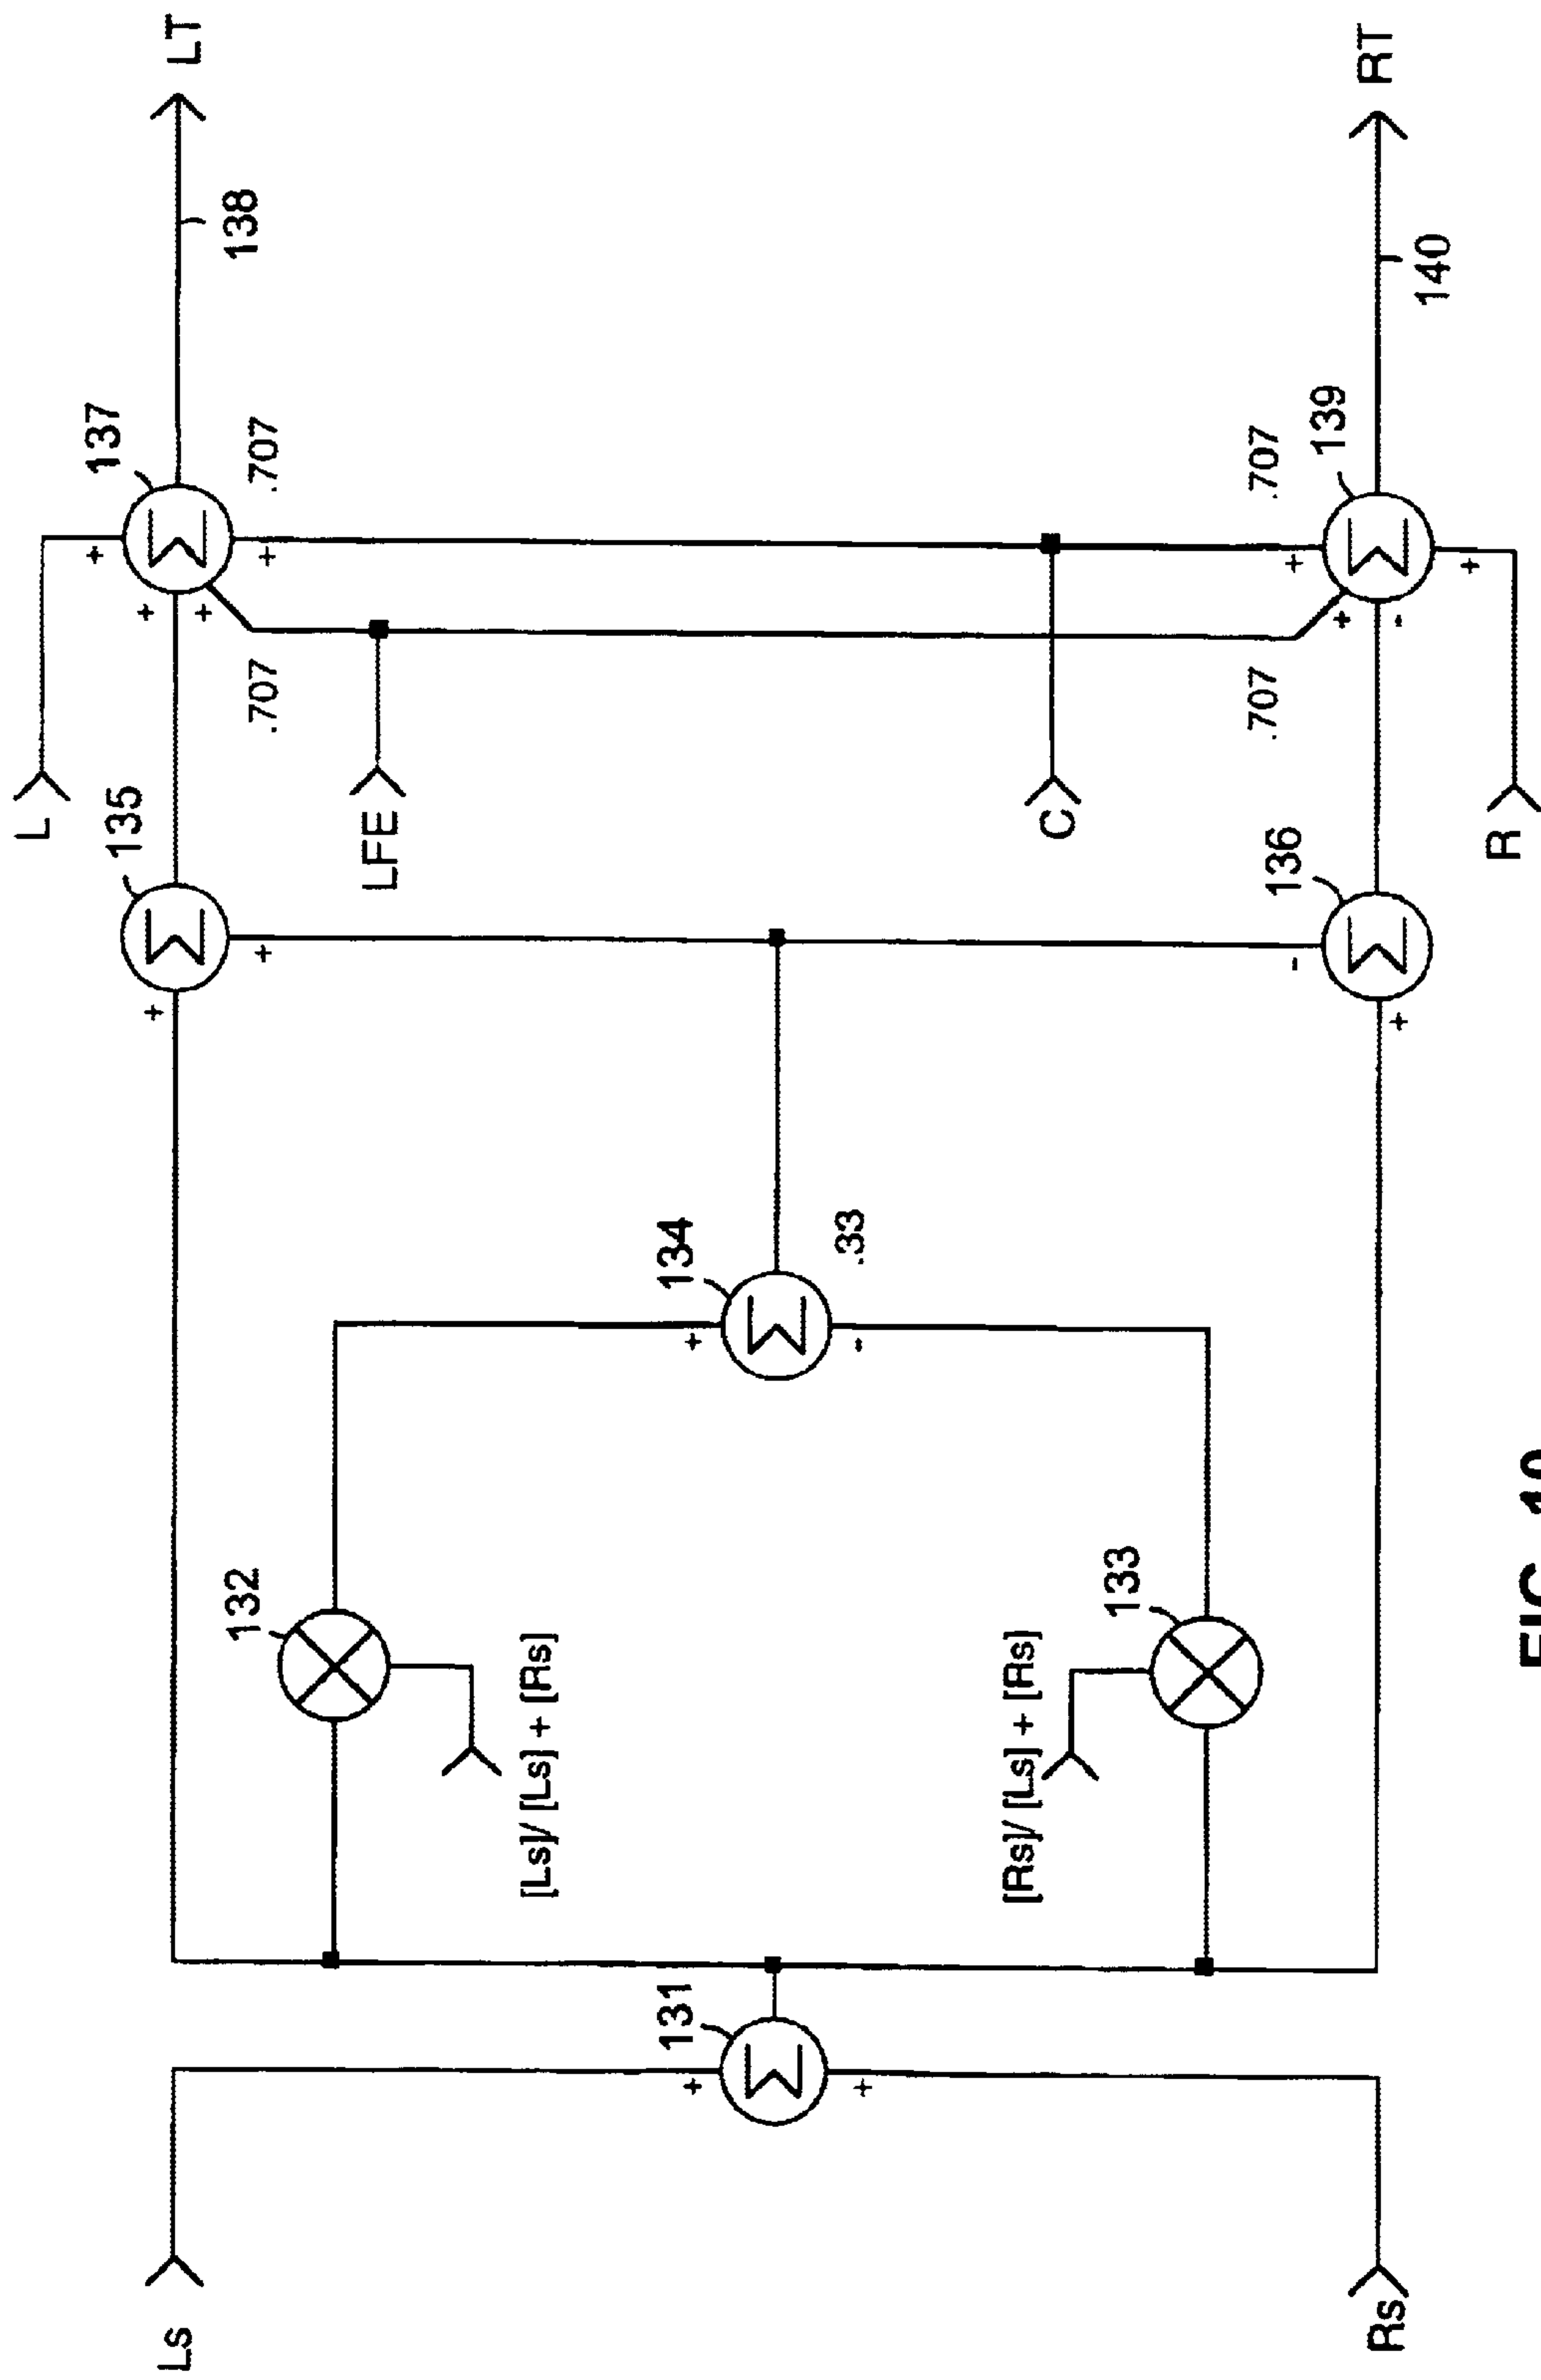 L
LT
137
135
+
+
+
+
+
Ls
138
132
.707
.707
+
LFE
[Ls]/ [Ls] + [Rs]
131
134
+
+
.33
-
+
[Rs]/ [Ls] + [Rs]
C
133
.707
.707
136
139
-
+
+
RT
Rs
+
-
140
+
R
FIG.